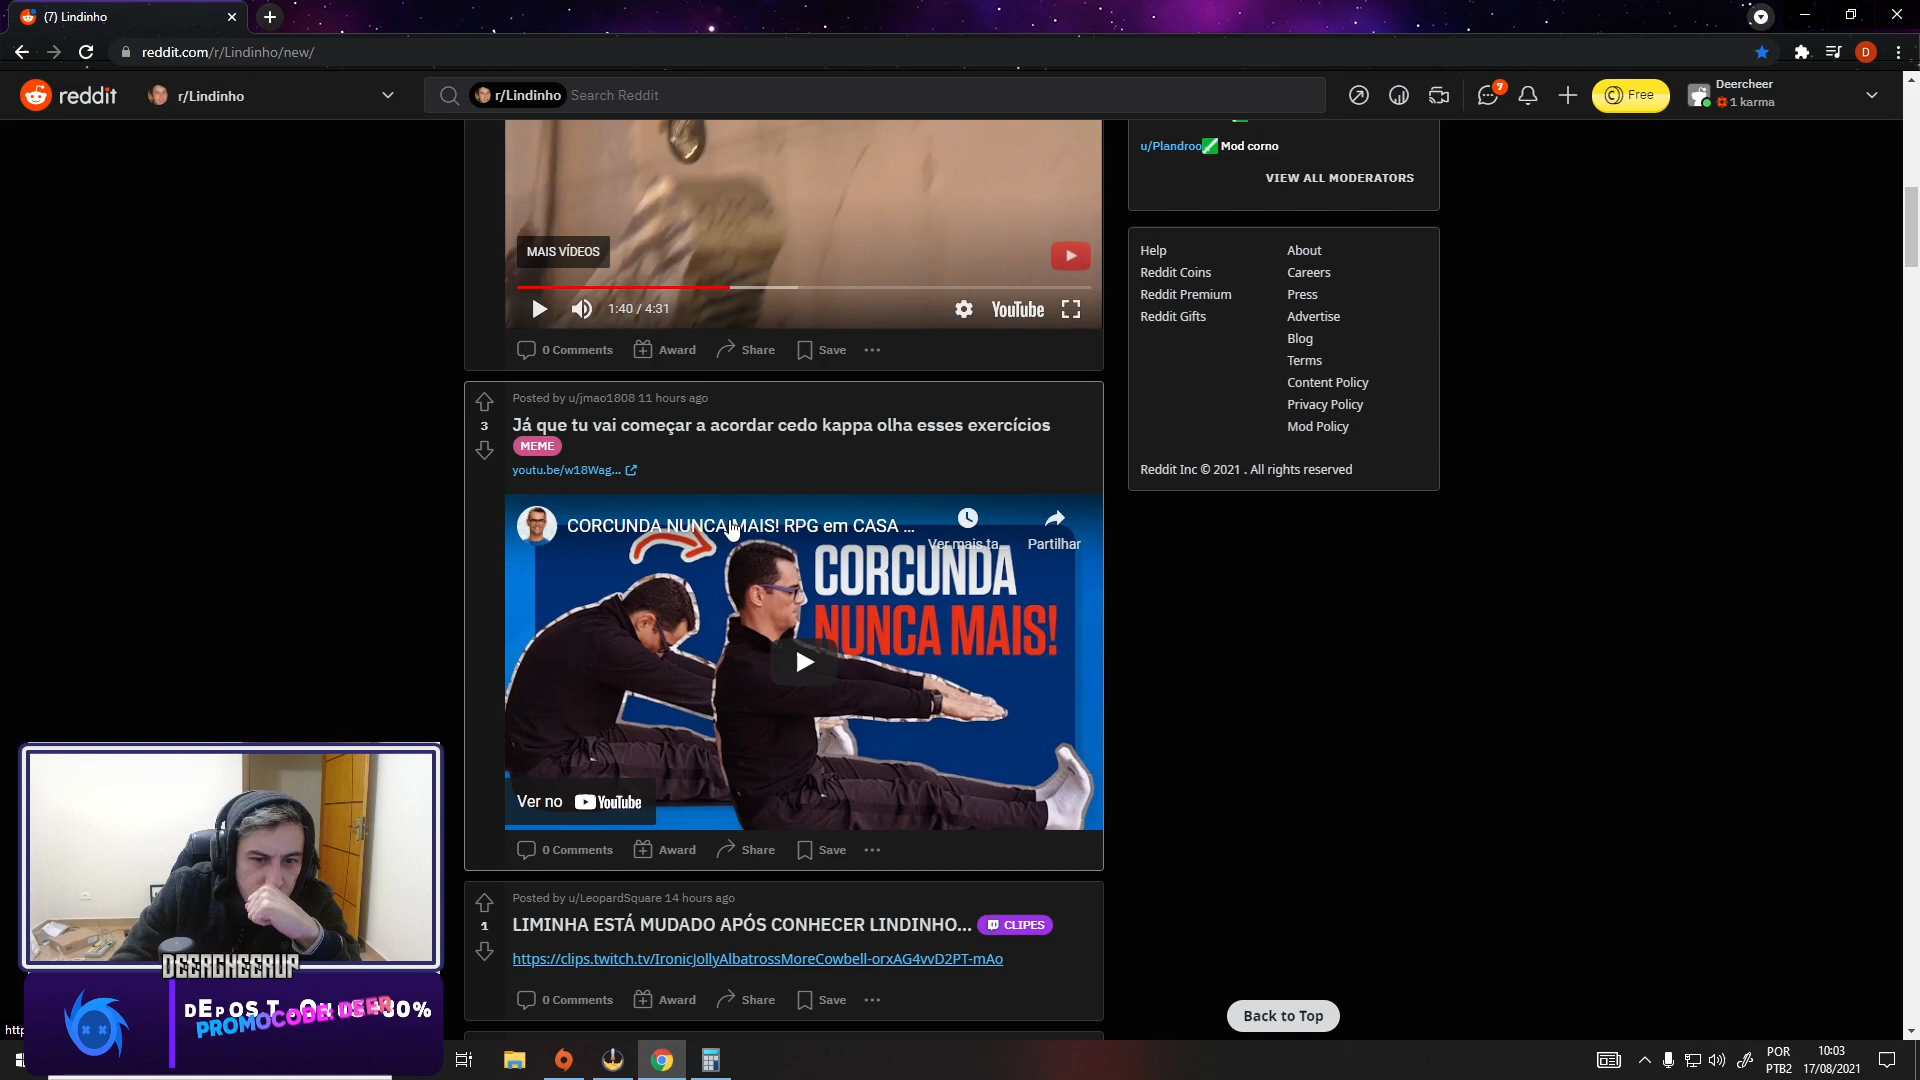 (7) Lindinho
reddit.com/r/Lindinho/new/
D
reddit
r/Lindinho
r/Lindinho Search Reddit
7
Free
Deercheer
1 karma
u/Plandroo Mod corno
VIEW ALL MODERATORS
MAIS VÍDEOS
1:40 / 4:31
YouTube
0 Comments Award Share Save
Help
Reddit Coins
Reddit Premium
Reddit Gifts
About
Careers
Press
Advertise
Blog
Terms
Content Policy
Privacy Policy
Mod Policy
Reddit Inc © 2021 . All rights reserved
Posted by u/jmao1808 11 hours ago
3
Já que tu vai começar a acordar cedo kappa olha esses exercícios
MEME
youtu.be/w18Wag...
CORCUNDA NUNCA MAIS! RPG em CASA ...
Ver mais ta...
Partilhar
CORCUNDA
NUNCA MAIS!
Ver no YouTube
0 Comments Award Share Save
Posted by u/LeopardSquare 14 hours ago
1
LIMINHA ESTÁ MUDADO APÓS CONHECER LINDINHO... CLIPES
https://clips.twitch.tv/IronicJollyAlbatrossMoreCowbell-orxAG4vvD2PT-mAo
0 Comments Award Share Save
Back to Top
DEERCHEERUP
PROMOCODE: DEER
http
POR
PTB2
10:03
17/08/2021